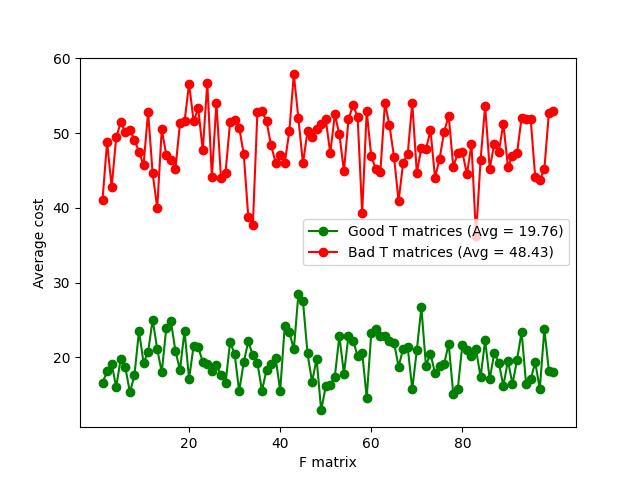 60
50
40
30
20
Average cost
Good T matrices (Avg = 19.76)
Bad T matrices (Avg = 48.43)
20 40 60 80
F matrix